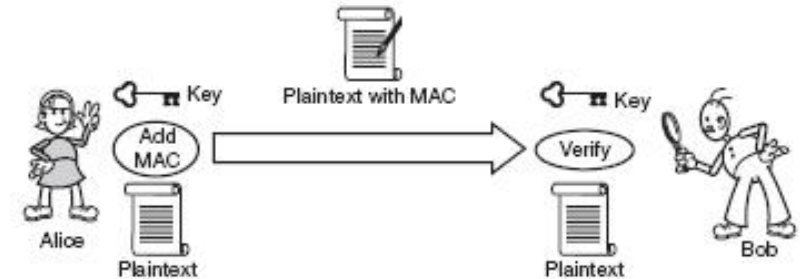 Plaintext with MAC
Key
Key
Add
MAC
Verify
Alice
Plaintext
Plaintext
Bob